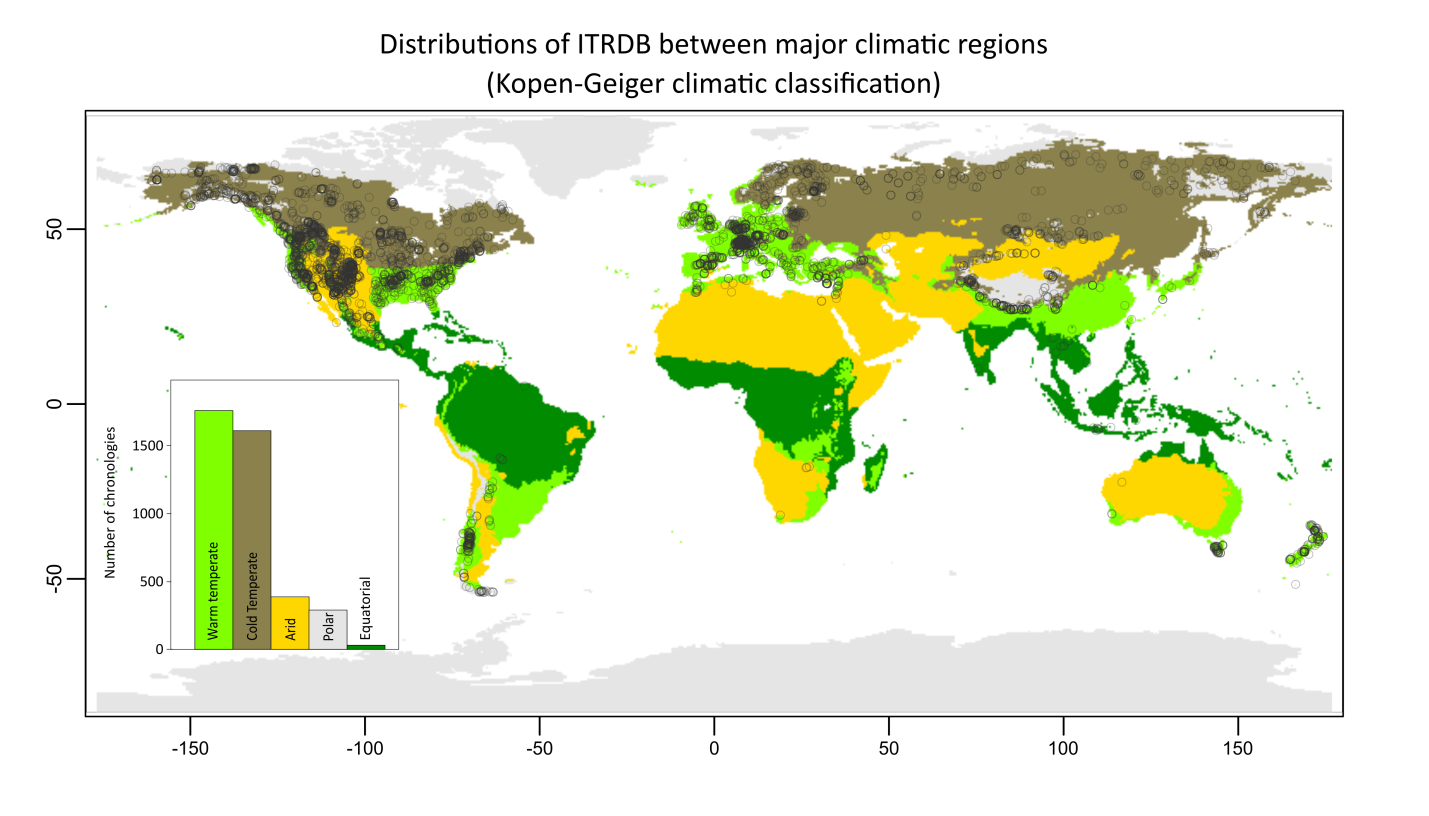 Distributions of ITRDB between major climatic regions
(Kopen-Geiger climatic classification)
50
0
-50
Number of chronologies
1500
1000
500
0
Warm temperate
Cold Temperate
Arid
Polar
Equatorial
-150
-100
-50
0
50
100
150